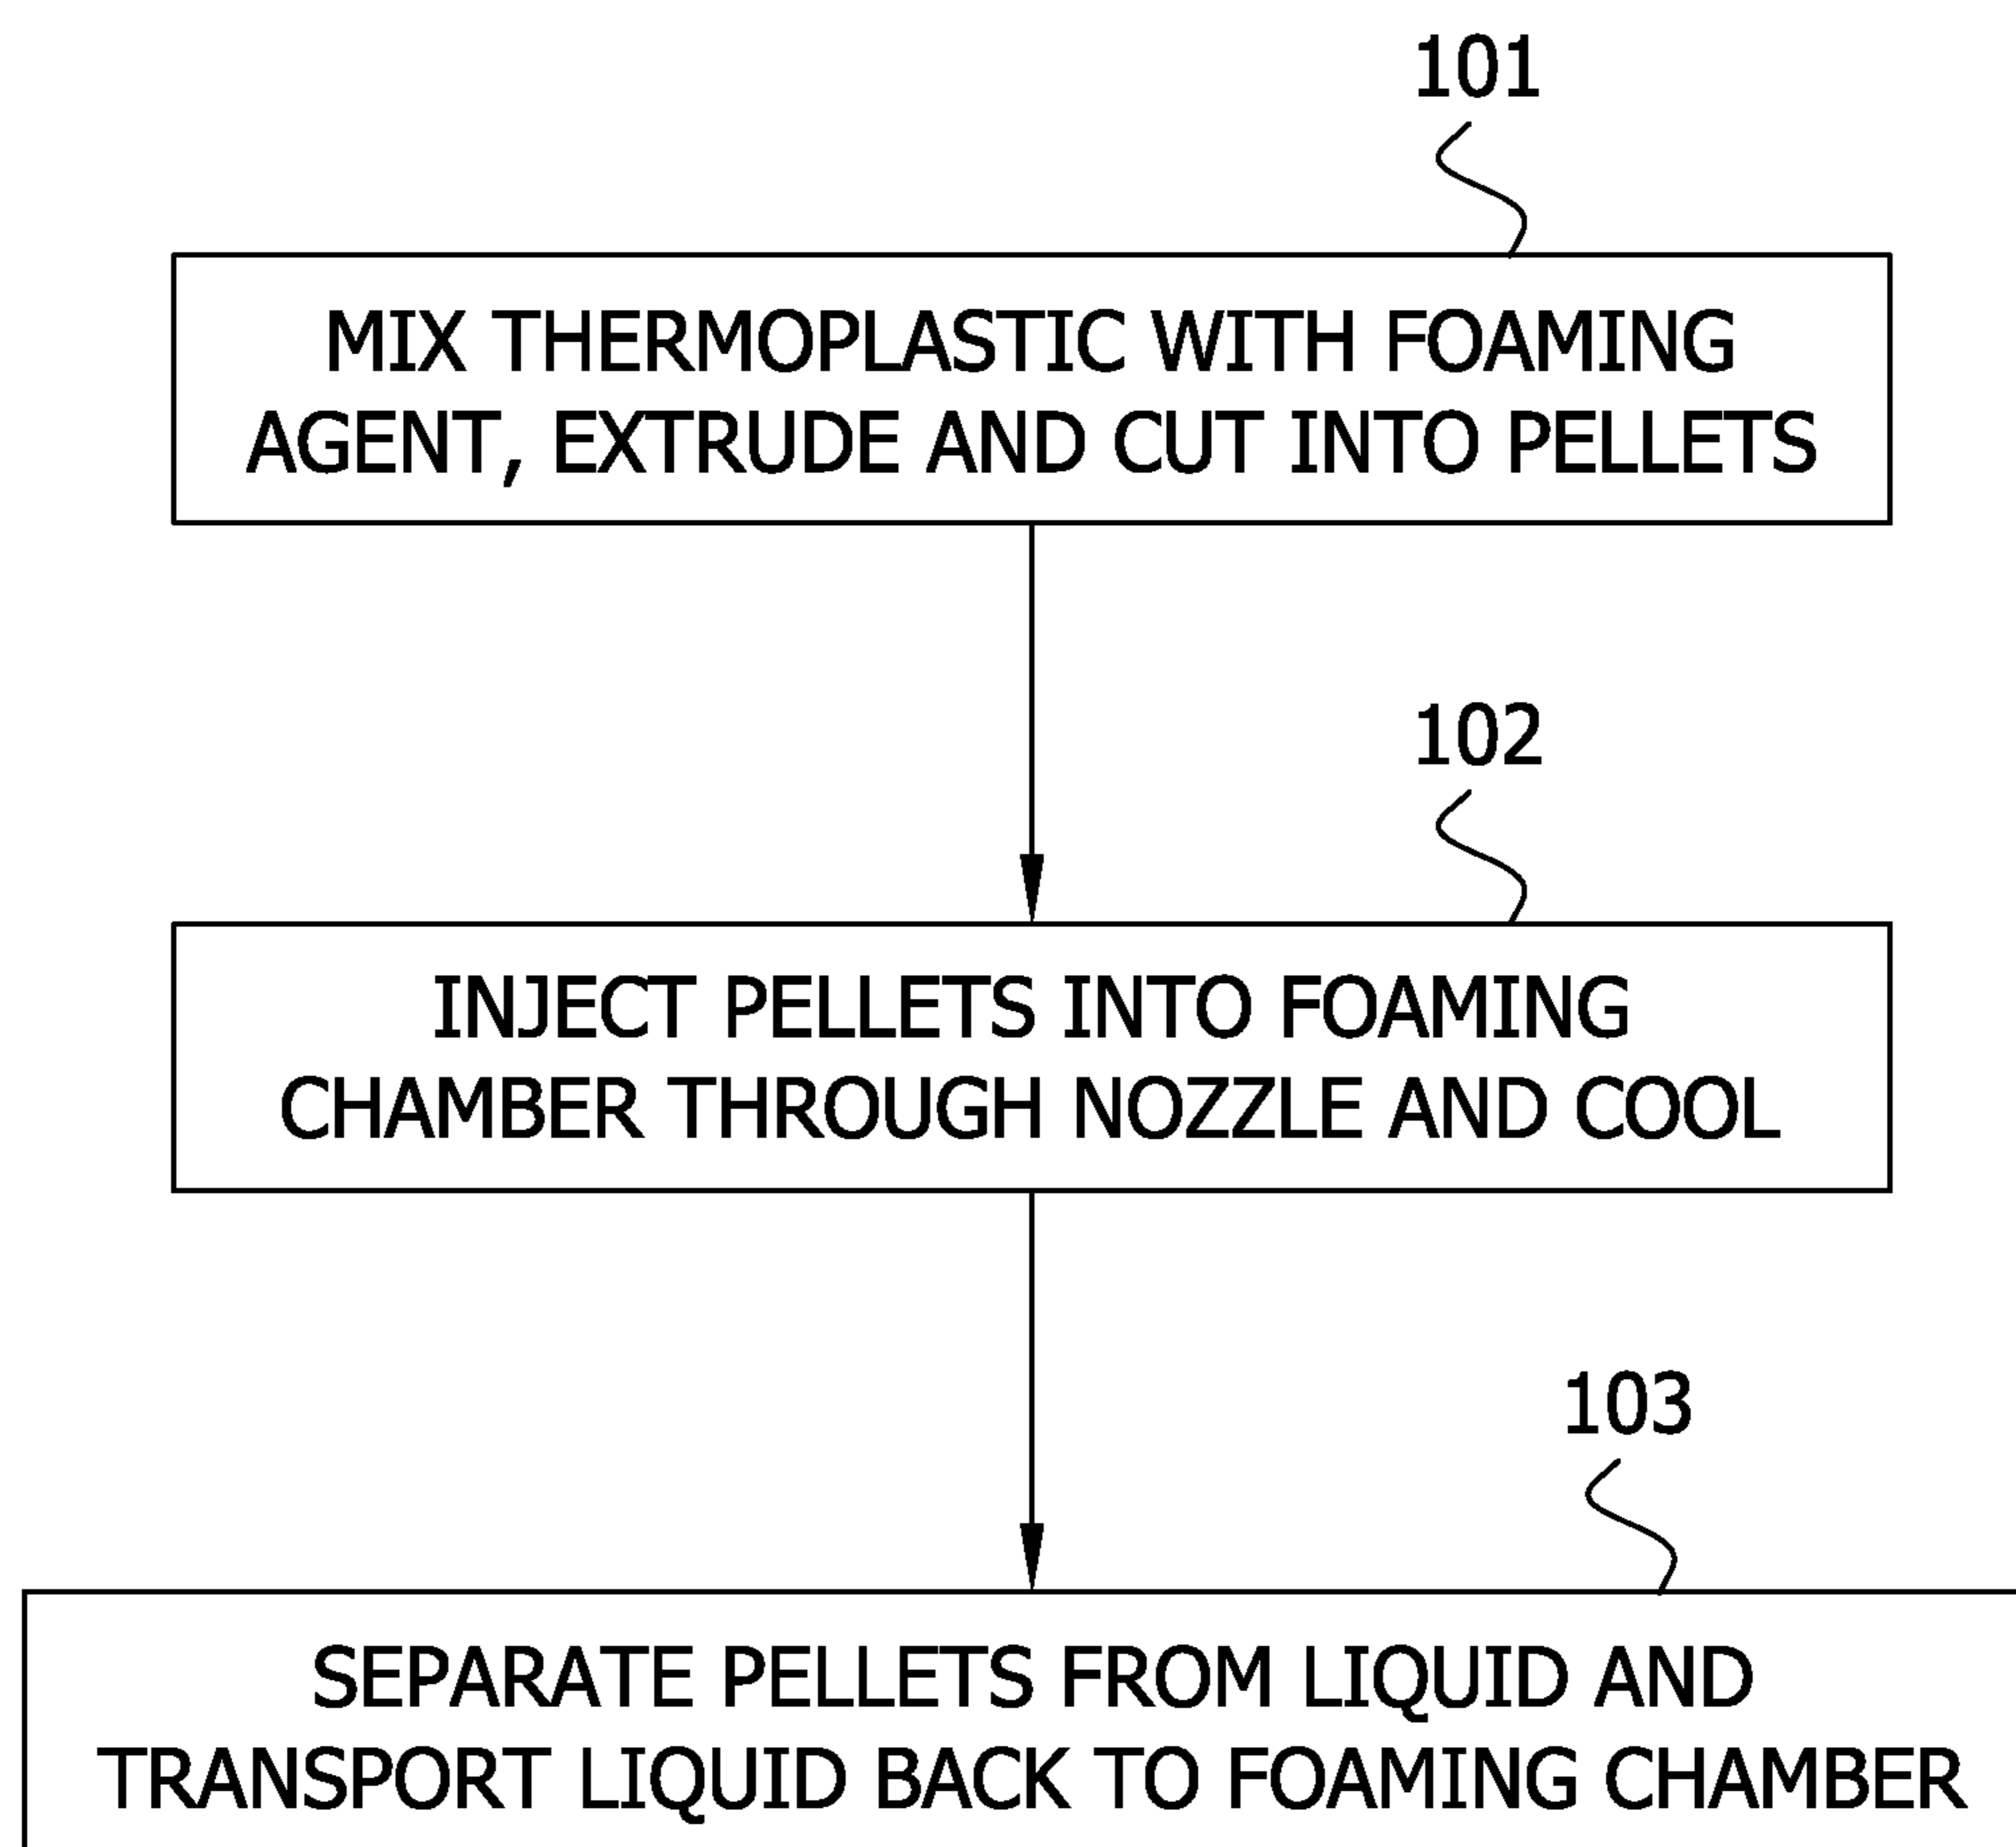 101
MIX THERMOPLASTIC WITH FOAMING
AGENT, EXTRUDE AND CUT INTO PELLETS
102
INJECT PELLETS INTO FOAMING
CHAMBER THROUGH NOZZLE AND COOL
103
SEPARATE PELLETS FROM LIQUID AND
TRANSPORT LIQUID BACK TO FOAMING CHAMBER